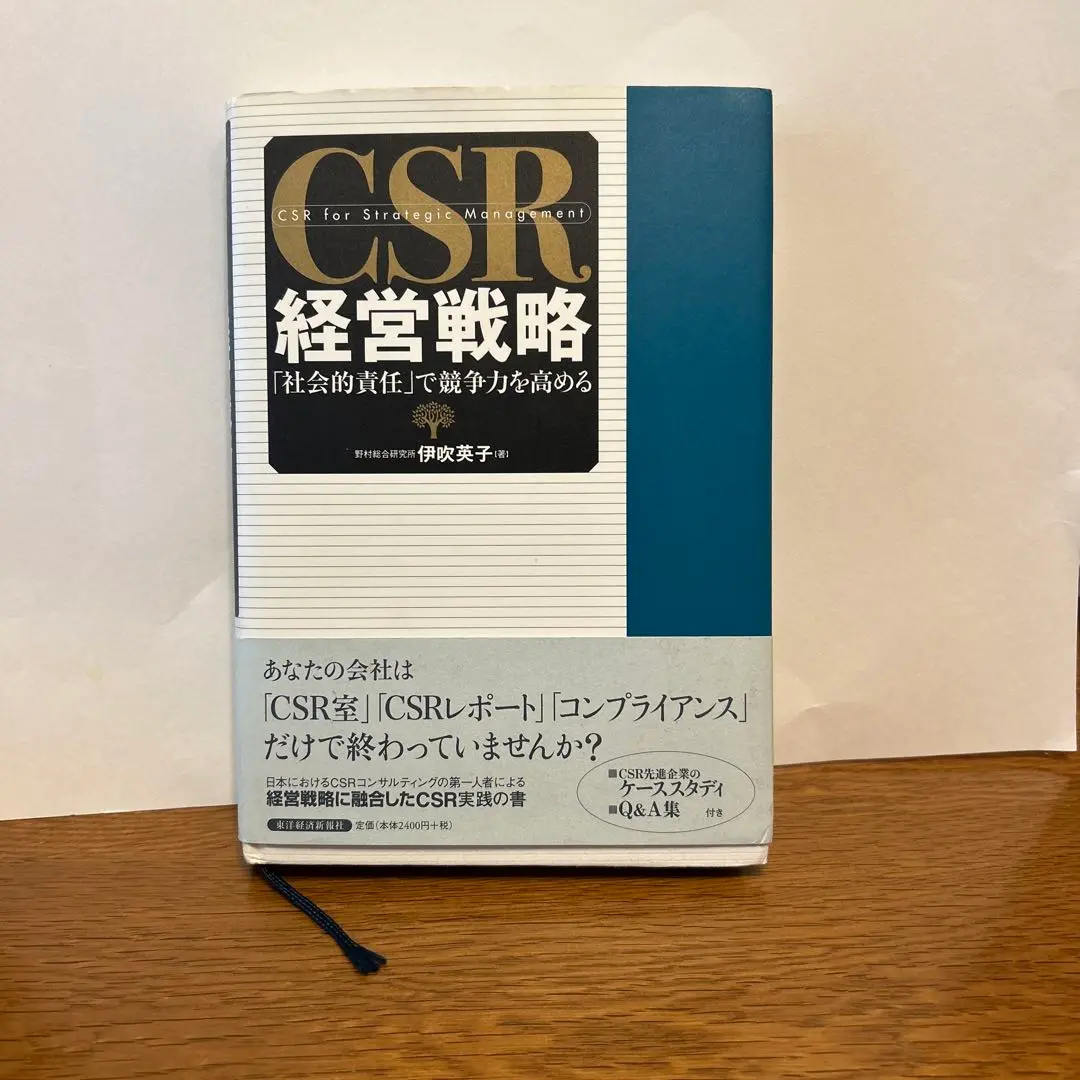 CSR
CSR for Strategic Management
経営戦略
「社会的責任」で競争力を高める
野村総合研究所 伊吹英子[著]
あなたの会社は
「CSR室」「CSRレポート」「コンプライアンス」
だけで終わっていませんか?
日本におけるCSRコンサルティングの第一人者による
経営戦略に融合したCSR実践の書
東洋経済新報社 定価(本体2400円+税)
■CSR先進企業の
ケーススタディ
■Q&A集 付き